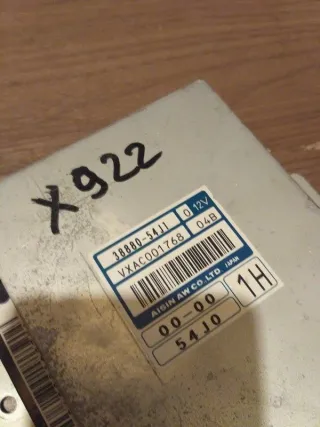 X922
38880-54J1 0 12V
VXAC001768 04B
AISIN AW CO.,LTD JAPAN
00-00 1H
54J0